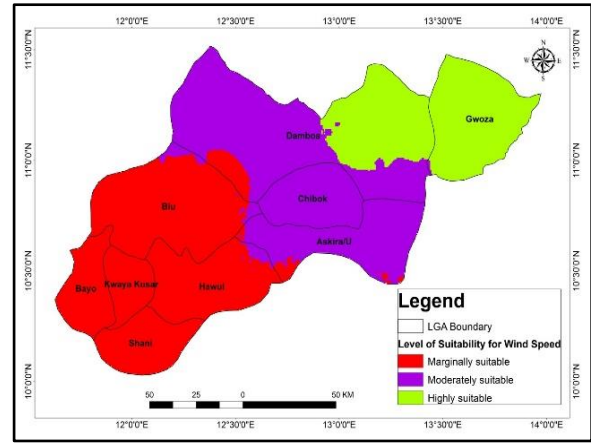 12°0'0"E 12°30'0"E 13°0'0"E 13°30'0"E 14°0'0"E
11°30'0"N 11°30'0"N
N
W E
S
Gwoza
Damboa
11°0'0"N 11°0'0"N
Chibok
Biu
Askira/U
10°30'0"N 10°30'0"N
Bayo Kwaya Kusar Hawul
Shani
Legend
LGA Boundary
Level of Suitability for Wind Speed
Marginally suitable
Moderately suitable
Highly suitable
10°0'0"N 10°0'0"N
50 25 0 50 KM
12°0'0"E 12°30'0"E 13°0'0"E 13°30'0"E 14°0'0"E